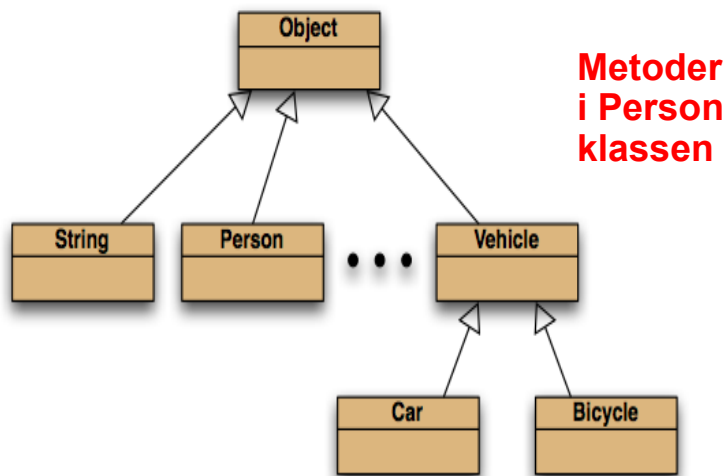 Object
Metoder
i Person
klassen
String
Person
Vehicle
Car
Bicycle